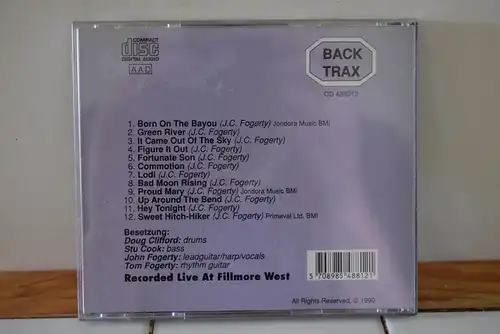 COMPACT
disc
DIGITAL AUDIO
AAD
BACK
TRAX
1. Born On The Bayou (J.C. Fogerty) Jondora Music BMI
2. Green River (J.C. Fogerty)
3. It Came Out Of The Sky (J.C. Fogerty)
4. Figure It Out (J.C. Fogerty)
5. Fortunate Son (J.C. Fogerty)
6. Commotion (J.C. Fogerty)
7. Lodi (J.C. Fogerty)
8. Bad Moon Rising (J.C. Fogerty)
9. Proud Mary (J.C. Fogerty) Jondora Music BMI
10. Up Around The Bend (J.C. Fogerty)
11. Hey Tonight (J.C. Fogerty)
12. Sweet Hitch-Hiker (J.C. Fogerty) Primeval Ltd. BMI
Besetzung:
Doug Clifford: drums
Stu Cook: bass
John Fogerty: leadguitar/harp/vocals
Tom Fogerty: rhythm guitar
Recorded Live At Fillmore West
5 708985 488121
All Rights Reserved, © 1990